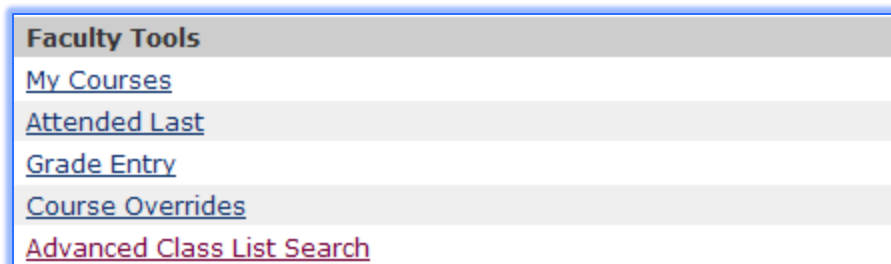 Faculty Tools
My Courses
Attended Last
Grade Entry
Course Overrides
Advanced Class List Search